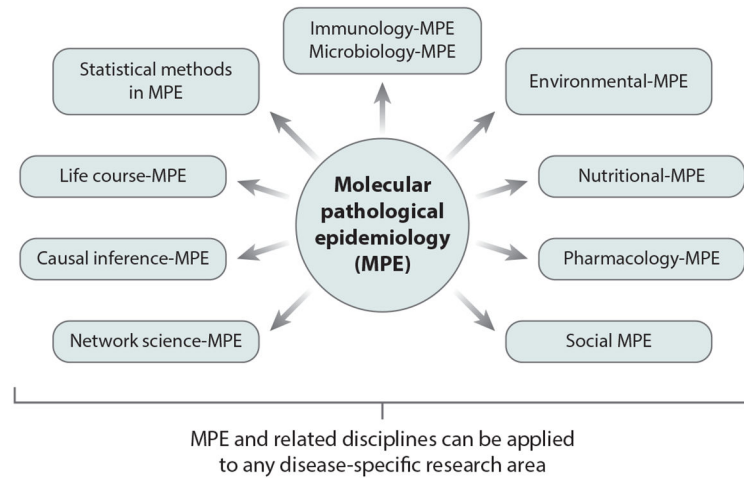 Immunology-MPE
Microbiology-MPE
Statistical methods
in MPE
Environmental-MPE
Life course-MPE
Molecular
pathological
epidemiology
(MPE)
Nutritional-MPE
Causal inference-MPE
Pharmacology-MPE
Network science-MPE
Social MPE
MPE and related disciplines can be applied
to any disease-specific research area